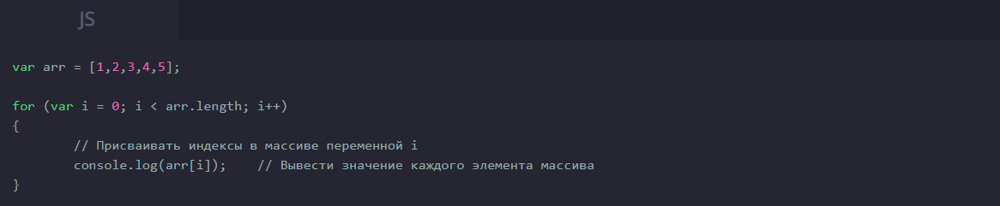 JS
var arr = [1,2,3,4,5];
for (var i = 0; i < arr.length; i++)
{
        // Присваивать индексы в массиве переменной i
        console.log(arr[i]);    // Вывести значение каждого элемента массива
}